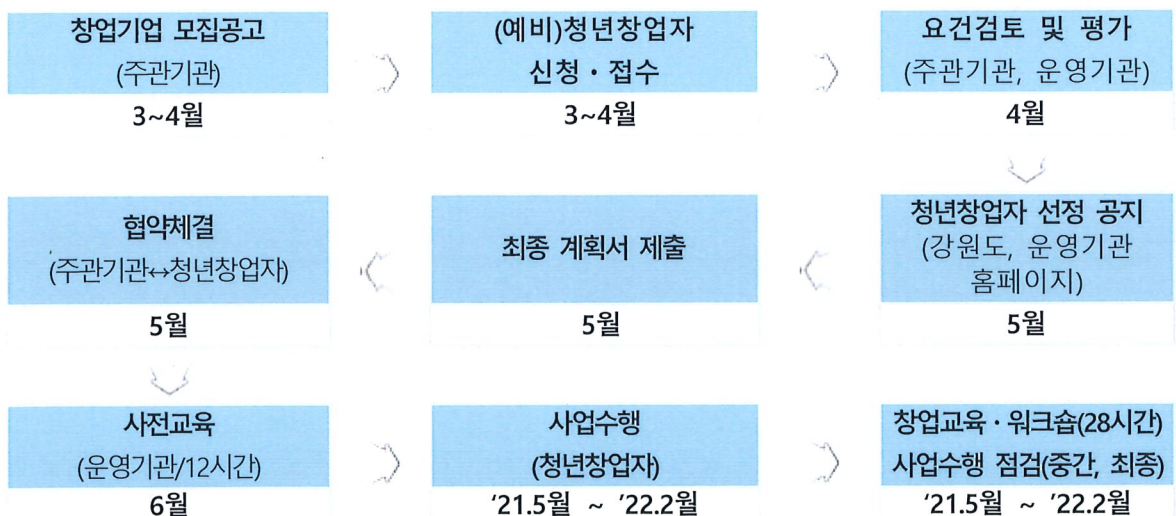 창업기업 모집공고
(주관기관)
3~4월
(예비)청년창업자
신청·접수
3~4월
요건검토 및 평가
(주관기관, 운영기관)
4월
청년창업자 선정 공지
(강원도, 운영기관
홈페이지)
5월
최종 계획서 제출
5월
협약체결
(주관기관↔청년창업자)
5월
사전교육
(운영기관/12시간)
6월
사업수행
(청년창업자)
'21.5월 ~ '22.2월
창업교육·워크숍(28시간)
사업수행 점검(중간, 최종)
'21.5월 ~ '22.2월